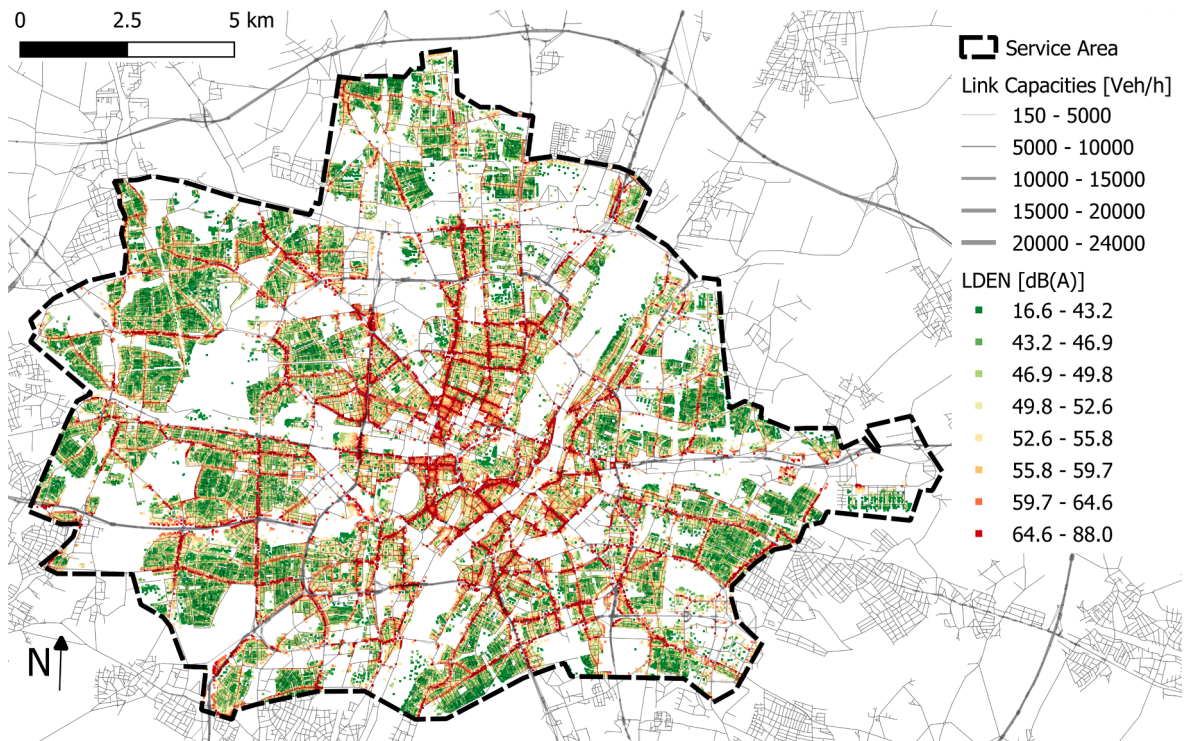 0 2.5 5 km
Service Area
Link Capacities [Veh/h]
150 - 5000
5000 - 10000
10000 - 15000
15000 - 20000
20000 - 24000
LDEN [dB(A)]
16.6 - 43.2
43.2 - 46.9
46.9 - 49.8
49.8 - 52.6
52.6 - 55.8
55.8 - 59.7
59.7 - 64.6
64.6 - 88.0
N